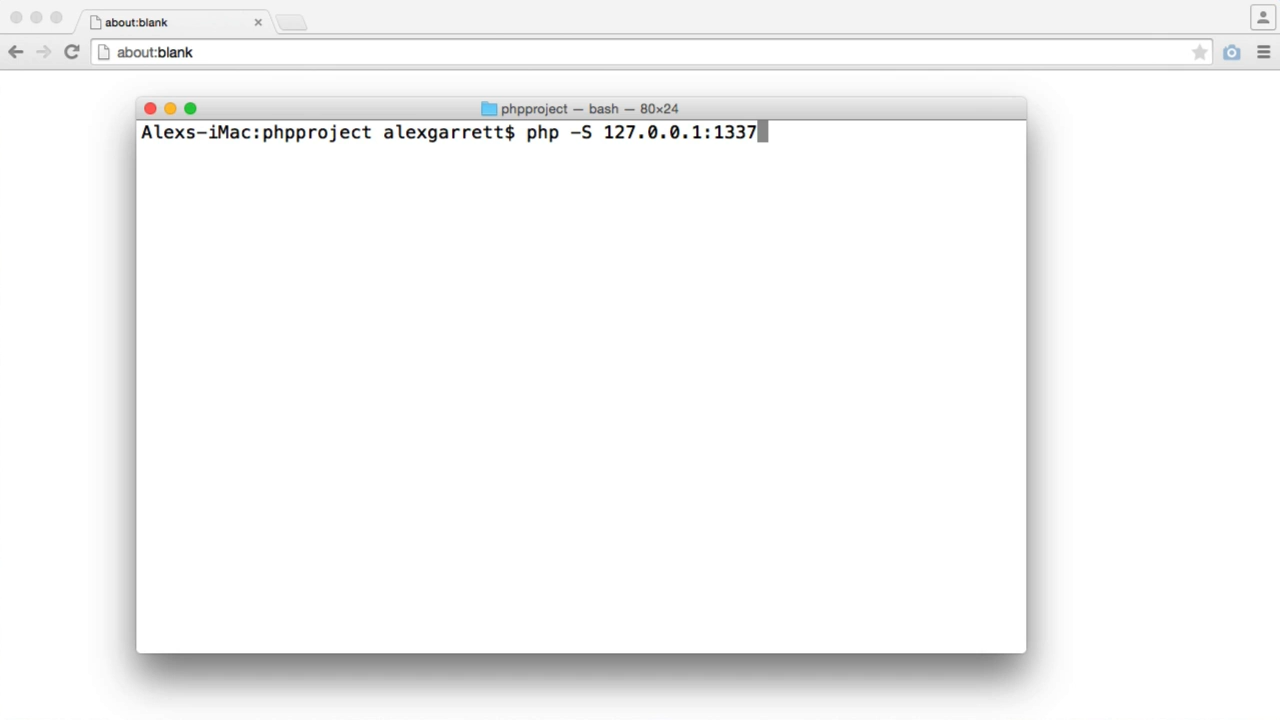 about:blank
about:blank
phpproject — bash — 80×24
Alexs-iMac:phpproject alexgarrett$ php -S 127.0.0.1:1337